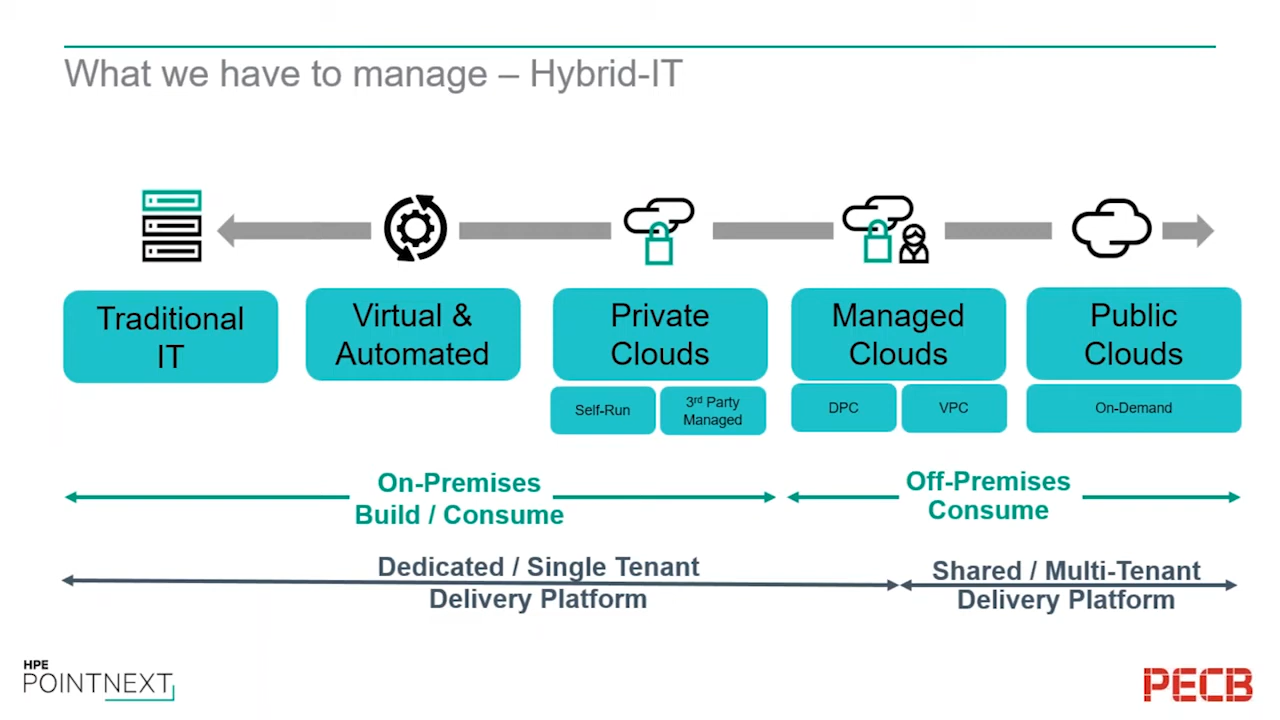 What we have to manage – Hybrid-IT
Traditional
IT
Virtual &
Automated
Private
Clouds
Managed
Clouds
Public
Clouds
Self-Run
3rd Party
Managed
DPC
VPC
On-Demand
On-Premises
Build / Consume
Off-Premises
Consume
Dedicated / Single Tenant
Delivery Platform
Shared / Multi-Tenant
Delivery Platform
HPE
POINTNEXT
PECB